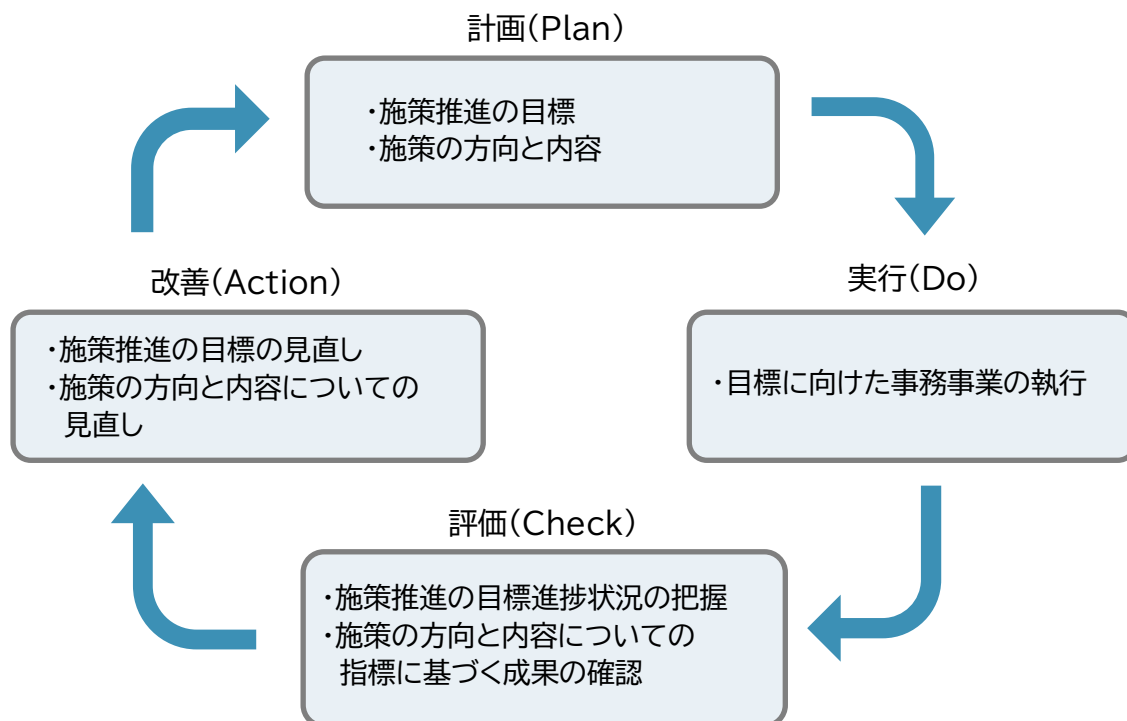 計画(Plan)
・施策推進の目標
・施策の方向と内容
改善(Action)
・施策推進の目標の見直し
・施策の方向と内容についての
見直し
実行(Do)
・目標に向けた事務事業の執行
評価(Check)
・施策推進の目標進捗状況の把握
・施策の方向と内容についての
指標に基づく成果の確認